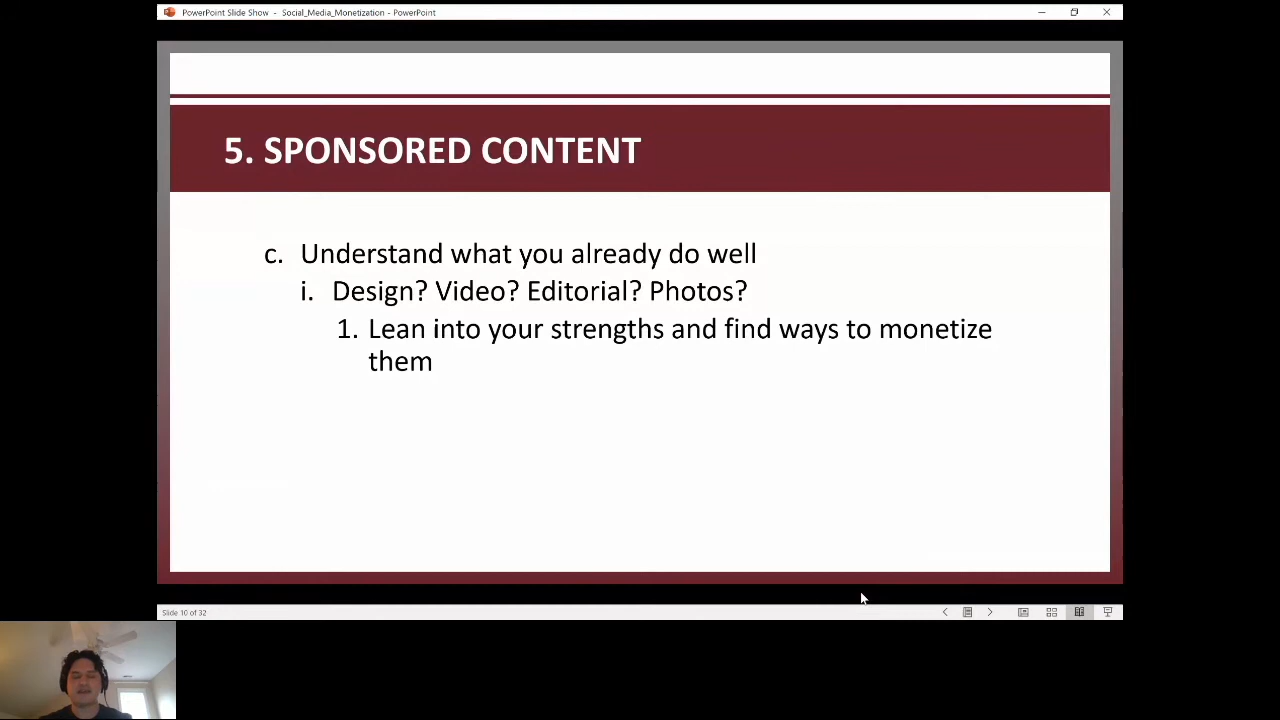 PowerPoint Slide Show - Social_Media_Monetization - PowerPoint
5. SPONSORED CONTENT
c. Understand what you already do well
i. Design? Video? Editorial? Photos?
1. Lean into your strengths and find ways to monetize
them
Slide 10 of 32